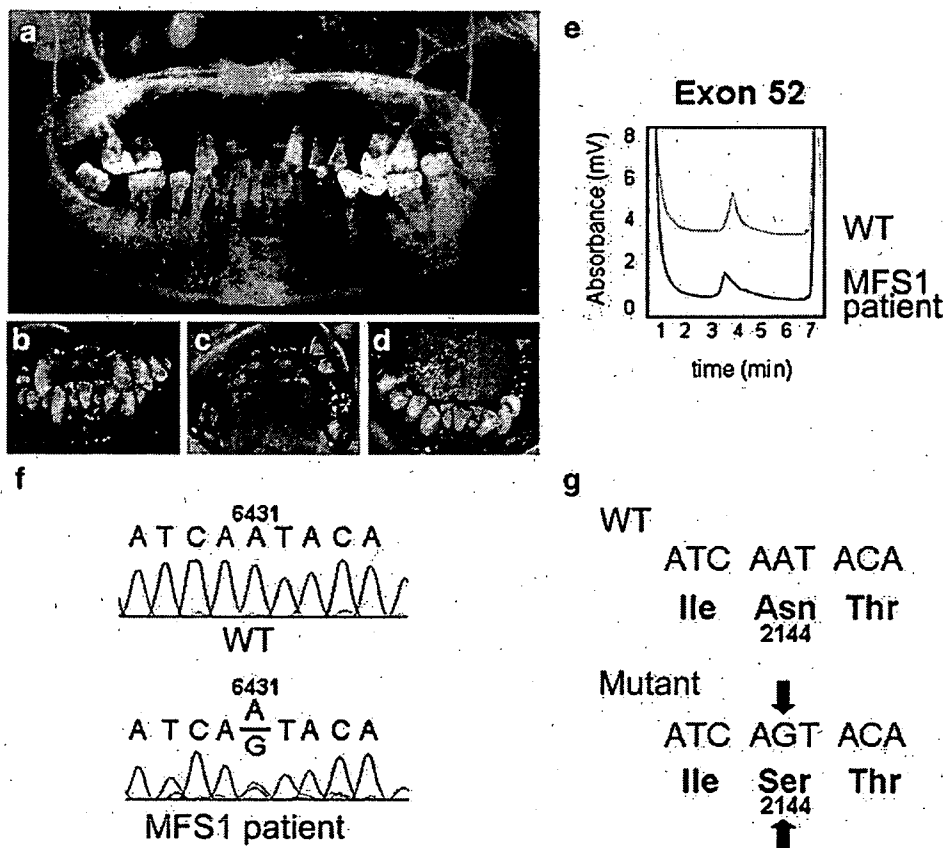 a
b
c
d
e
Exon 52
Absorbance (mV)
8
6
4
2
0
1 2 3 4 5 6 7
time (min)
WT
MFS1
patient
f
6431
A T C A A T A C A
WT
6431
A
A T C A T A C A
G
MFS1 patient
g
WT
ATC AAT ACA
Ile Asn Thr
2144
Mutant
ATC AGT ACA
Ile Ser Thr
2144